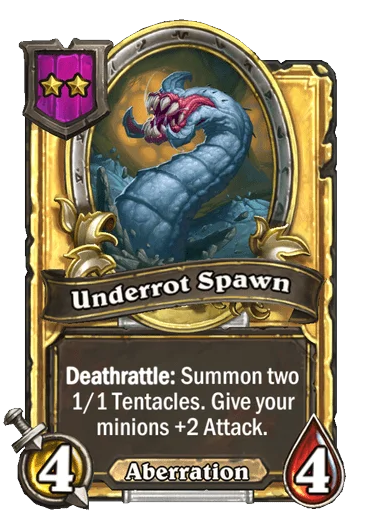 Underrot Spawn
Deathrattle: Summon two
1/1 Tentacles. Give your
minions +2 Attack.
4
Aberration
4